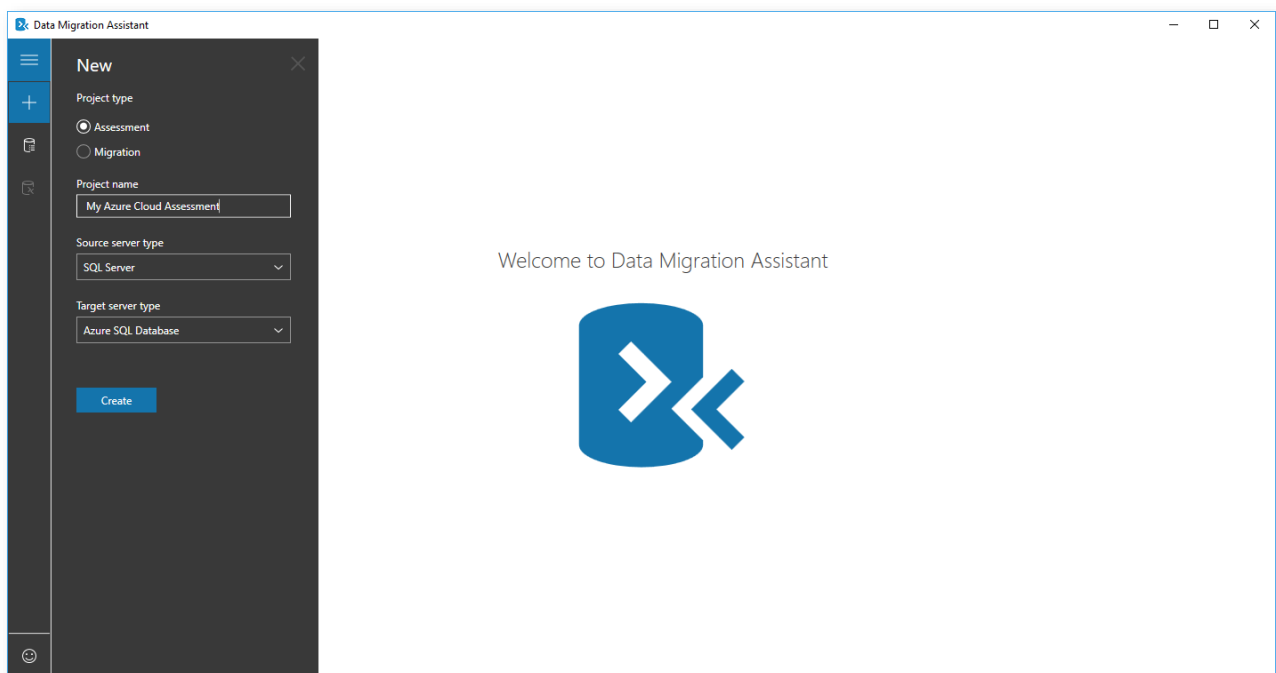 Data Migration Assistant
New
Project type
Assessment
Migration
Project name
My Azure Cloud Assessment
Source server type
SQL Server
Target server type
Azure SQL Database
Create
Welcome to Data Migration Assistant